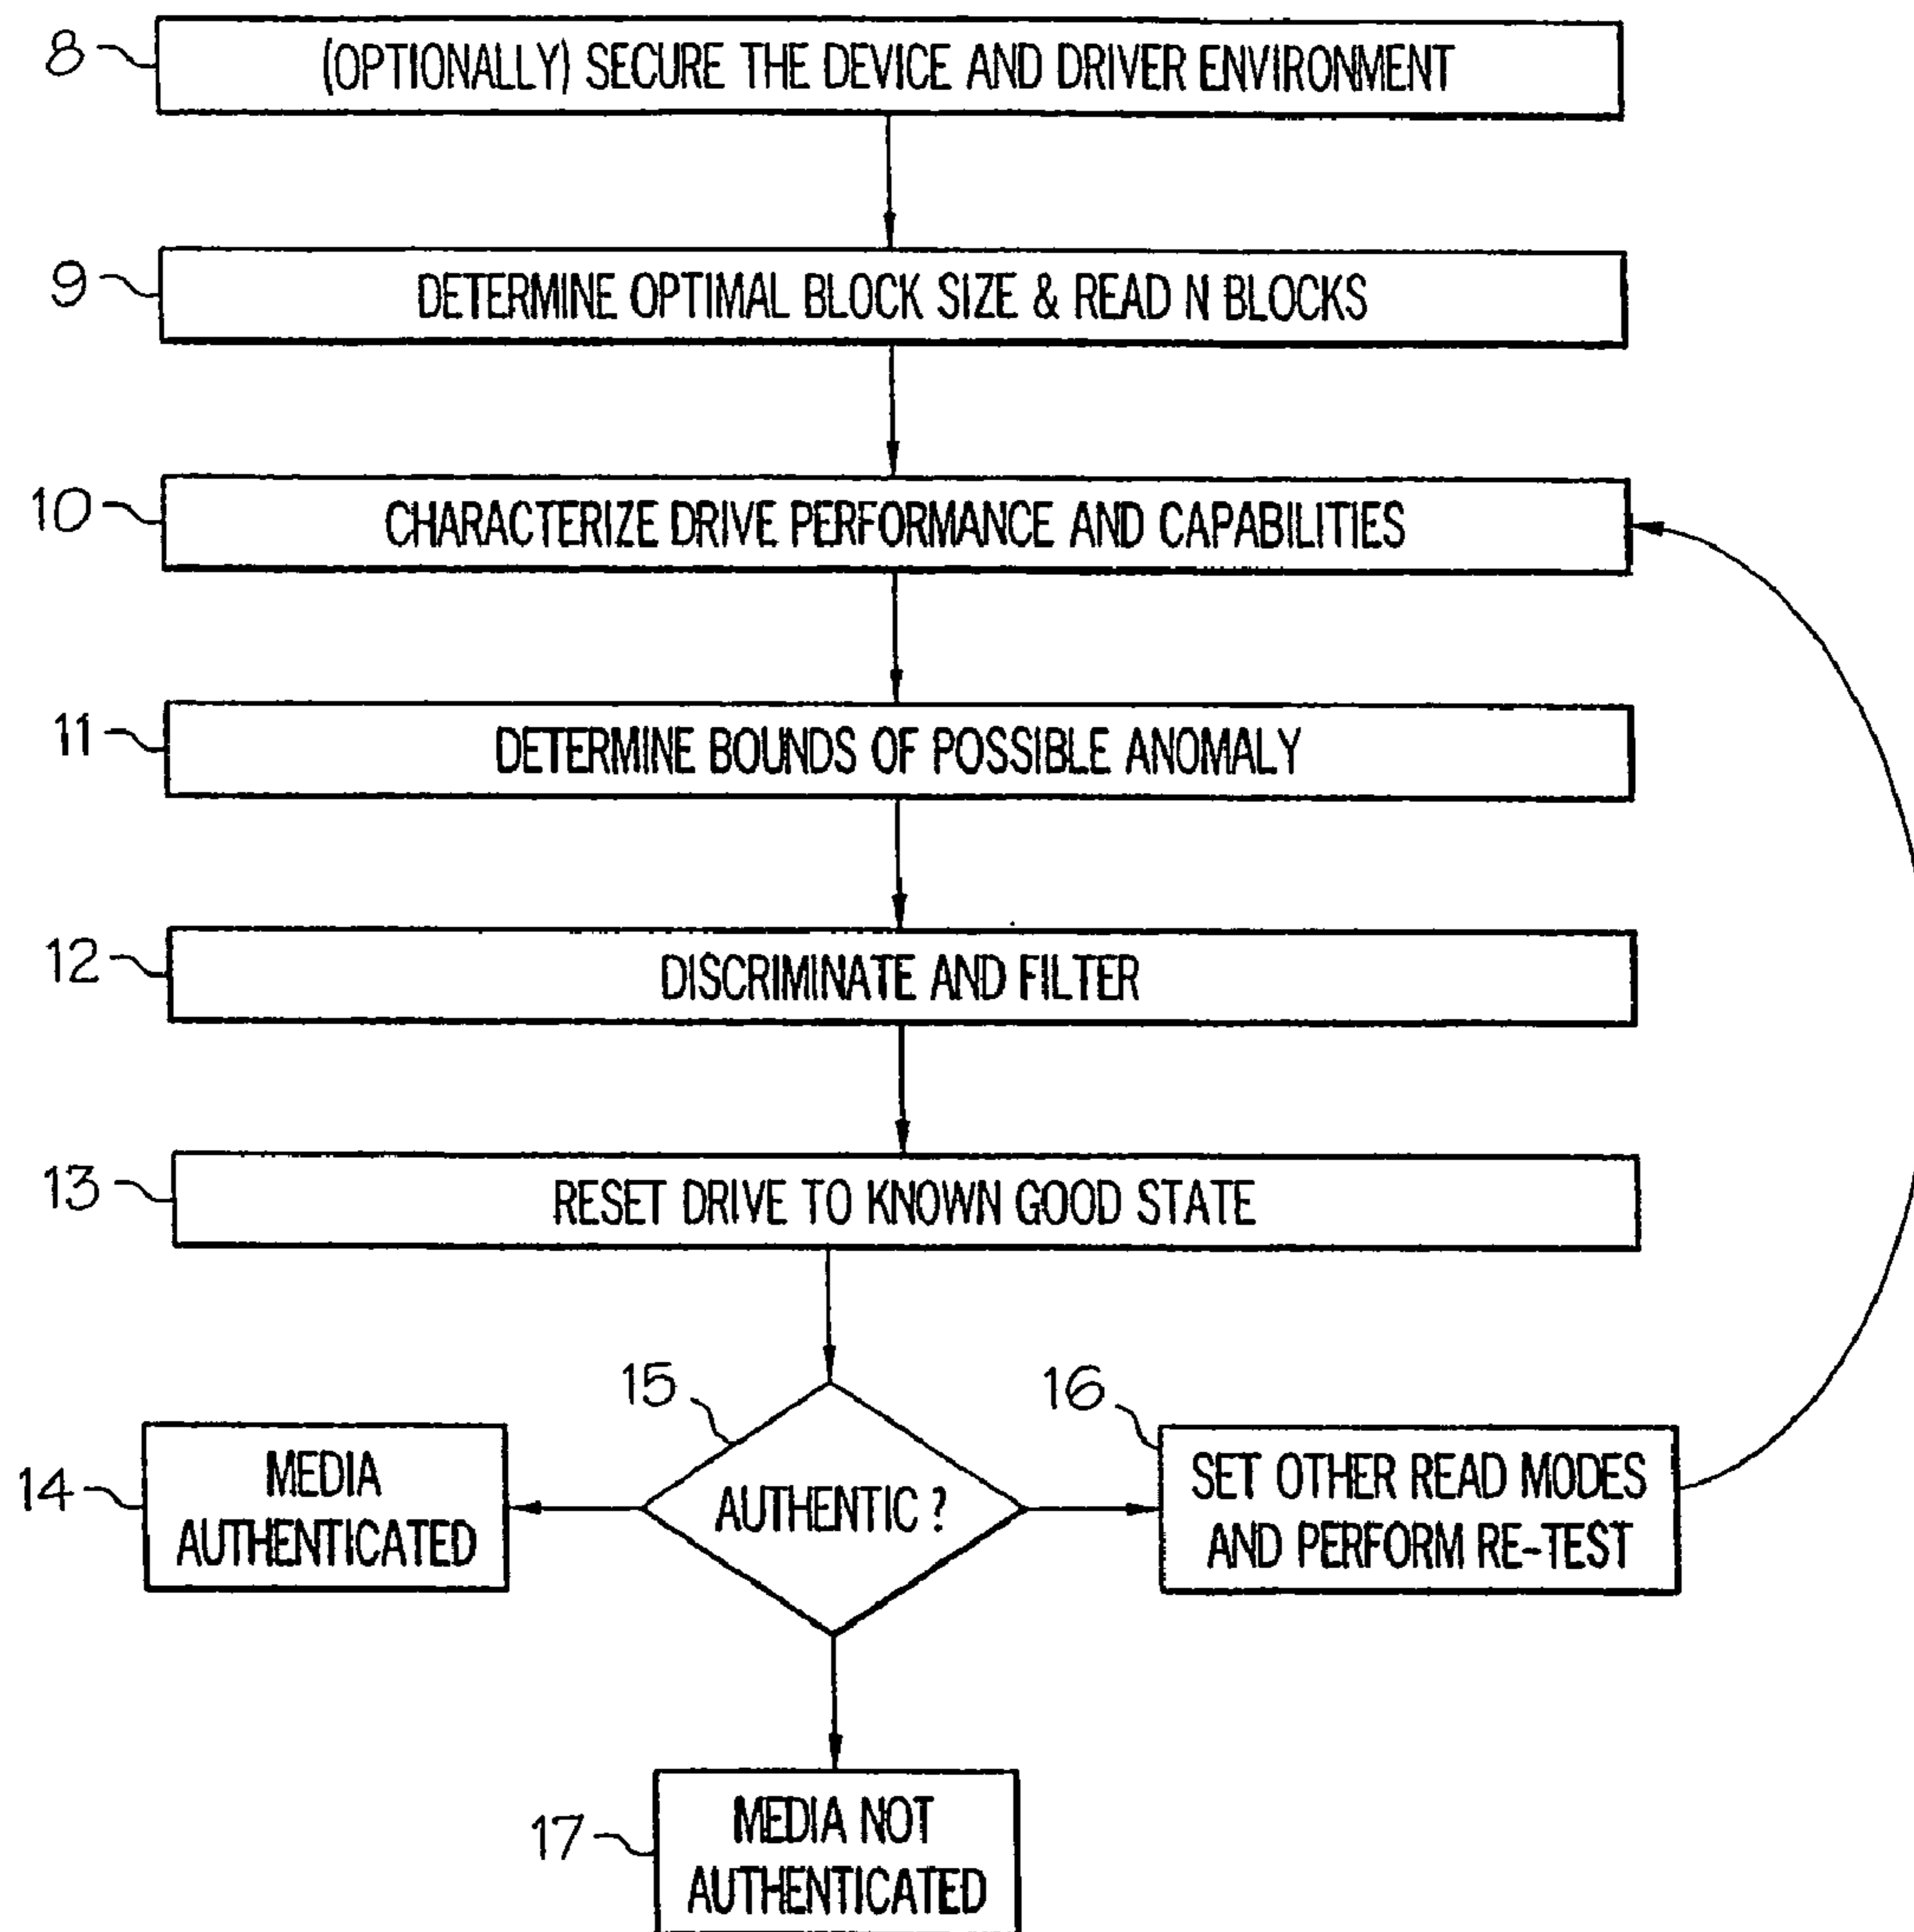 8
(OPTIONALLY) SECURE THE DEVICE AND DRIVER ENVIRONMENT
9
DETERMINE OPTIMAL BLOCK SIZE & READ N BLOCKS
10
CHARACTERIZE DRIVE PERFORMANCE AND CAPABILITIES
11
DETERMINE BOUNDS OF POSSIBLE ANOMALY
12
DISCRIMINATE AND FILTER
13
RESET DRIVE TO KNOWN GOOD STATE
14
MEDIA
AUTHENTICATED
15
AUTHENTIC ?
16
SET OTHER READ MODES
AND PERFORM RE-TEST
17
MEDIA NOT
AUTHENTICATED